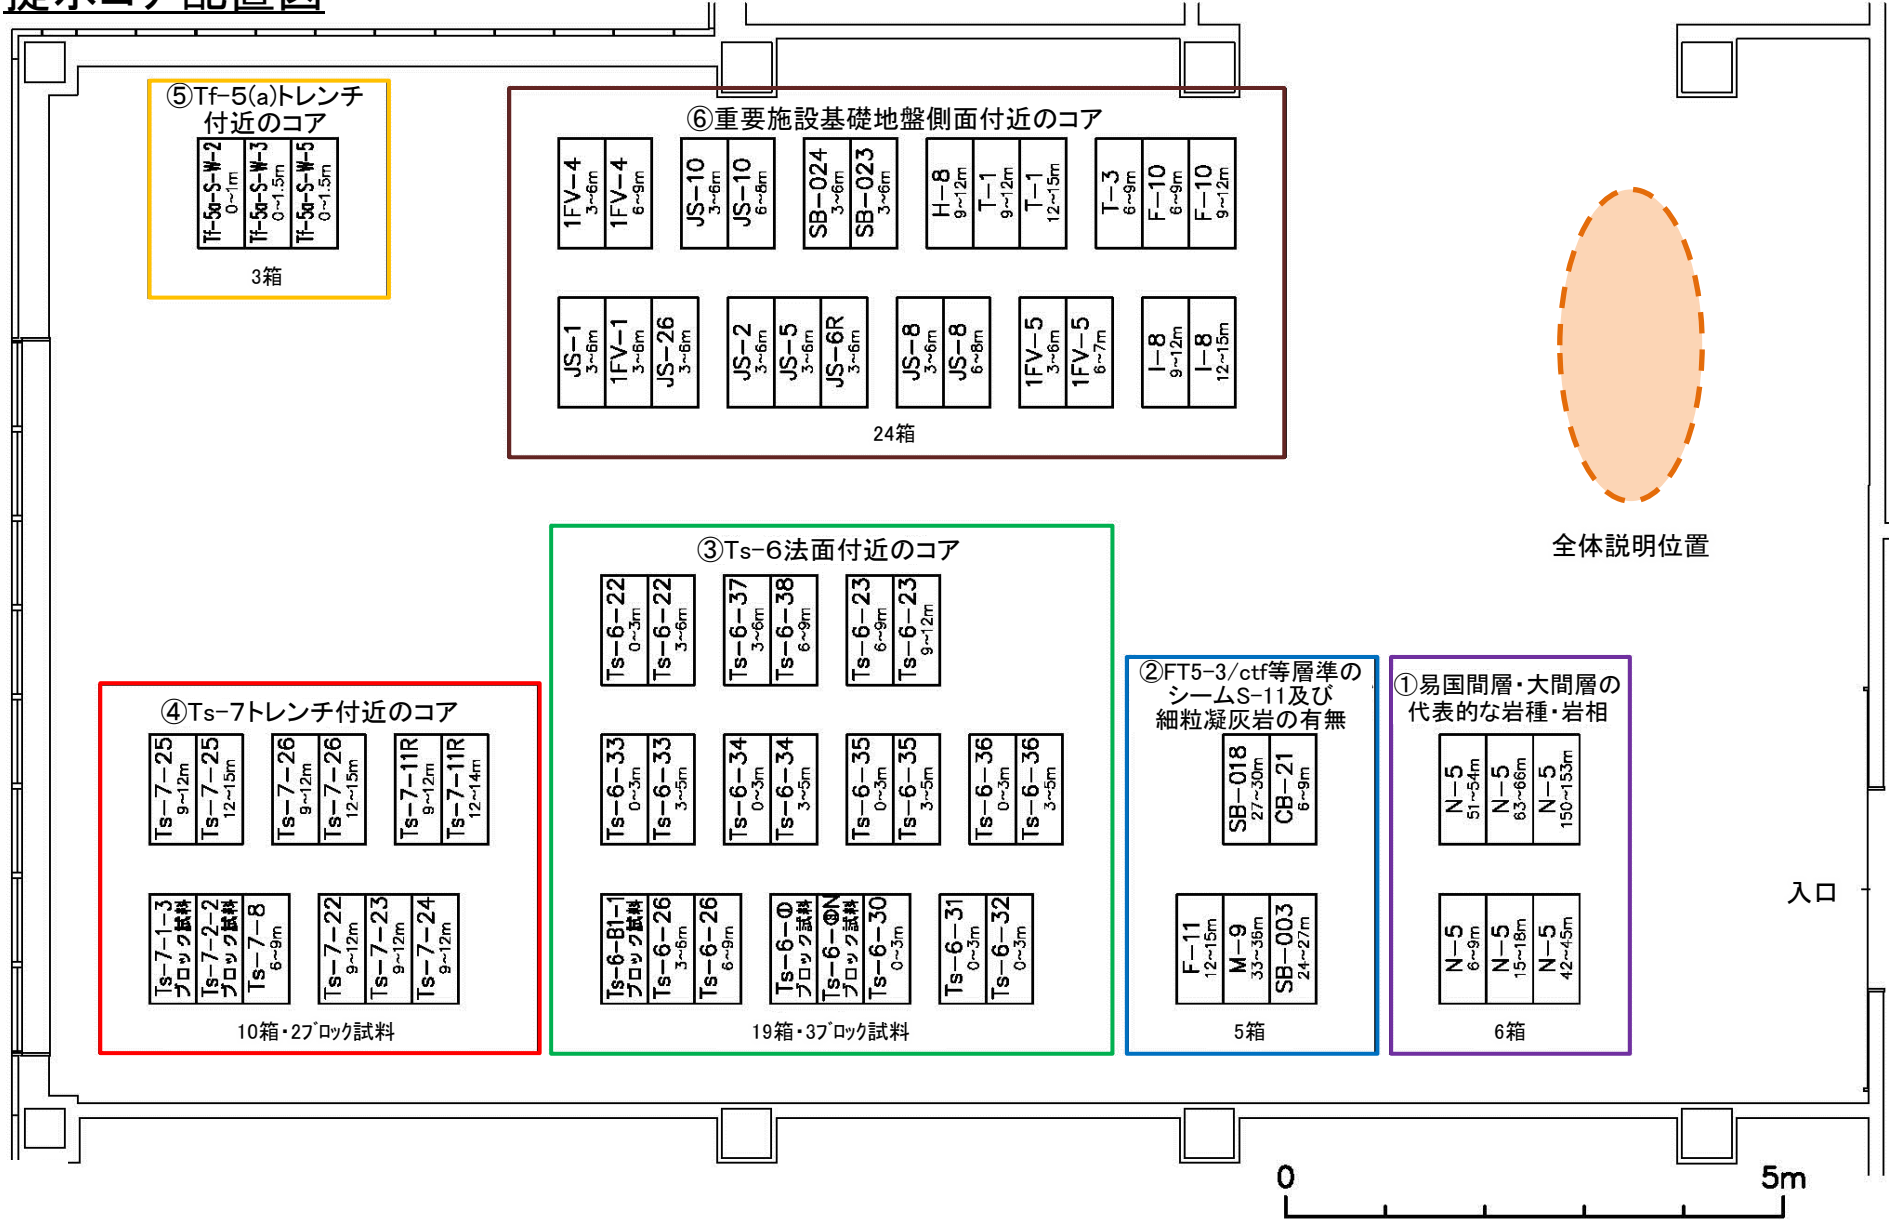 提示コア配置図
⑤Tf-5(a)トレンチ
付近のコア
Tf-5a-S-W-2
0~1m
Tf-5a-S-W-3
0~1.5m
Tf-5a-S-W-5
0~1.5m
3箱
⑥重要施設基礎地盤側面付近のコア
1FV-4
3~6m
1FV-4
6~9m
JS-10
3~6m
JS-10
6~8m
SB-024
3~6m
SB-023
3~6m
H-8
9~12m
T-1
9~12m
T-1
12~15m
T-3
6~9m
F-10
6~9m
F-10
9~12m
JS-1
3~6m
1FV-1
3~6m
JS-26
3~6m
JS-2
3~6m
JS-5
3~6m
JS-6R
3~6m
JS-8
3~6m
JS-8
6~8m
1FV-5
3~6m
1FV-5
6~7m
I-8
9~12m
I-8
12~15m
24箱
全体説明位置
③Ts-6法面付近のコア
Ts-6-22
0~3m
Ts-6-22
3~6m
Ts-6-37
3~6m
Ts-6-38
6~9m
Ts-6-23
6~9m
Ts-6-23
9~12m
Ts-6-33
0~3m
Ts-6-33
3~5m
Ts-6-34
0~3m
Ts-6-34
3~5m
Ts-6-35
0~3m
Ts-6-35
3~5m
Ts-6-36
0~3m
Ts-6-36
3~5m
Ts-6-B1-1
ブロック試料
Ts-6-26
3~6m
Ts-6-26
6~9m
ブロック試料
ブロック試料
Ts-6-30
0~3m
Ts-6-31
0~3m
Ts-6-32
0~3m
19箱・3ブロック試料
④Ts-7トレンチ付近のコア
Ts-7-25
9~12m
Ts-7-25
12~15m
Ts-7-26
9~12m
Ts-7-26
12~15m
Ts-7-11R
9~12m
Ts-7-11R
12~14m
Ts-7-1-3
ブロック試料
Ts-7-2-2
ブロック試料
Ts-7-8
6~9m
Ts-7-22
9~12m
Ts-7-23
9~12m
Ts-7-24
9~12m
10箱・2ブロック試料
②FT5-3/ctf等層準の
シームS-11及び
細粒凝灰岩の有無
SB-018
27~30m
CB-21
6~9m
F-11
12~15m
M-9
33~36m
SB-003
24~27m
5箱
①易国間層・大間層の
代表的な岩種・岩相
N-5
51~54m
N-5
63~66m
N-5
150~153m
N-5
6~9m
N-5
15~18m
N-5
42~45m
6箱
入口
0
5m